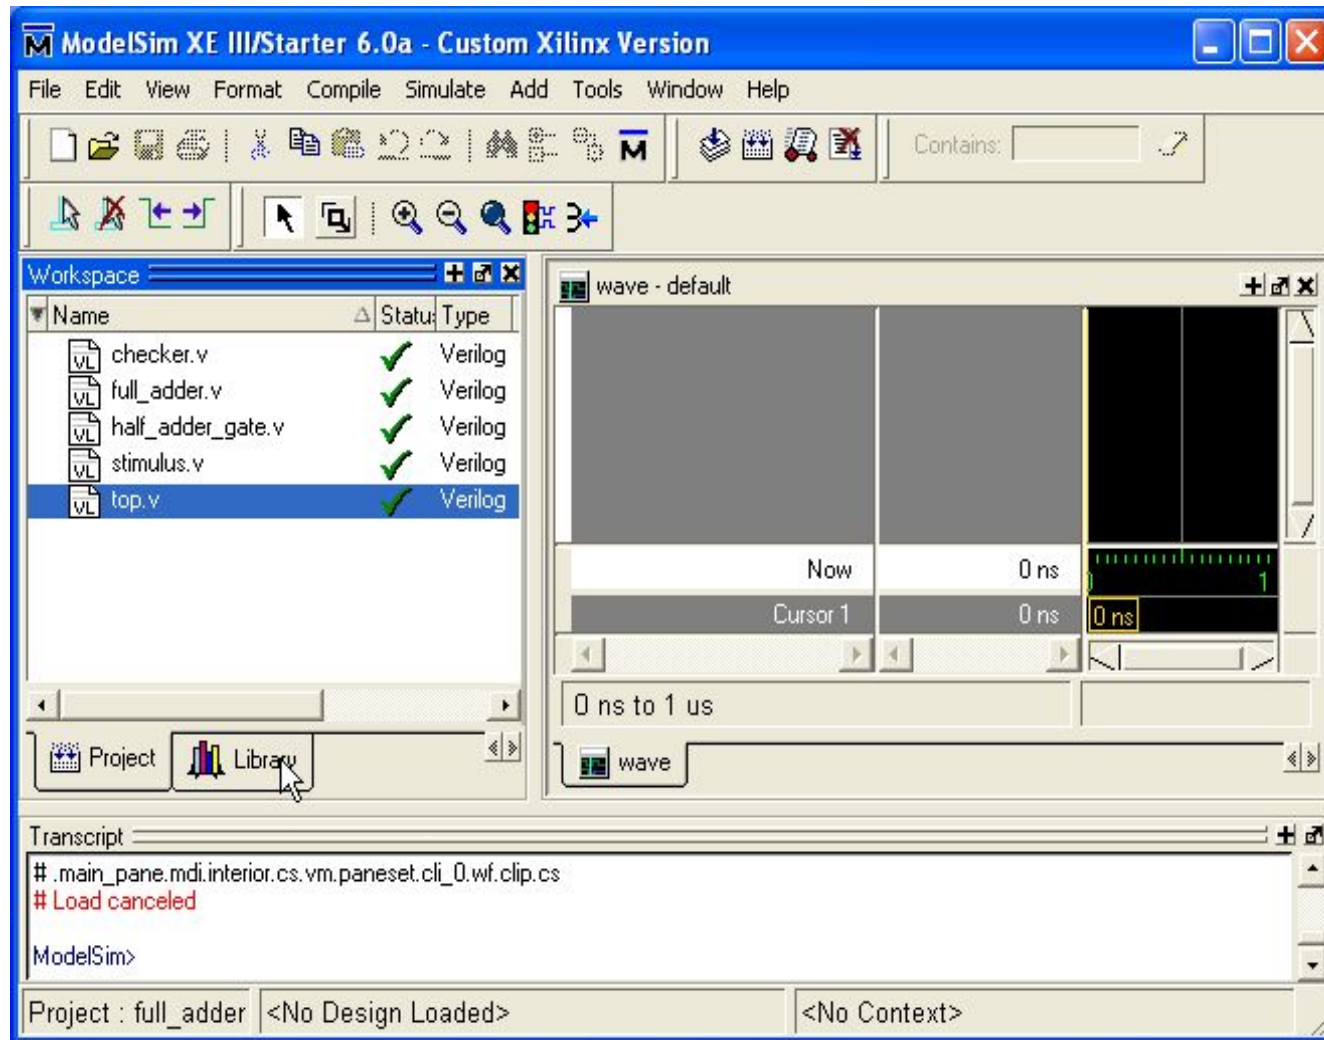 ModelSim XE III/Starter 6.0a - Custom Xilinx Version
File Edit View Format Compile Simulate Add Tools Window Help
Contains:
Workspace
Name Statu: Type
checker.v Verilog
full_adder.v Verilog
half_adder_gate.v Verilog
stimulus.v Verilog
top.v Verilog
Project Library
wave - default
Now 0 ns
Cursor 1 0 ns
0 1
0 ns
0 ns to 1 us
wave
Transcript
# .main_pane.mdi.interior.cs.vm.paneset.cli_0.wf.clip.cs
# Load canceled
ModelSim>
Project : full_adder <No Design Loaded> <No Context>